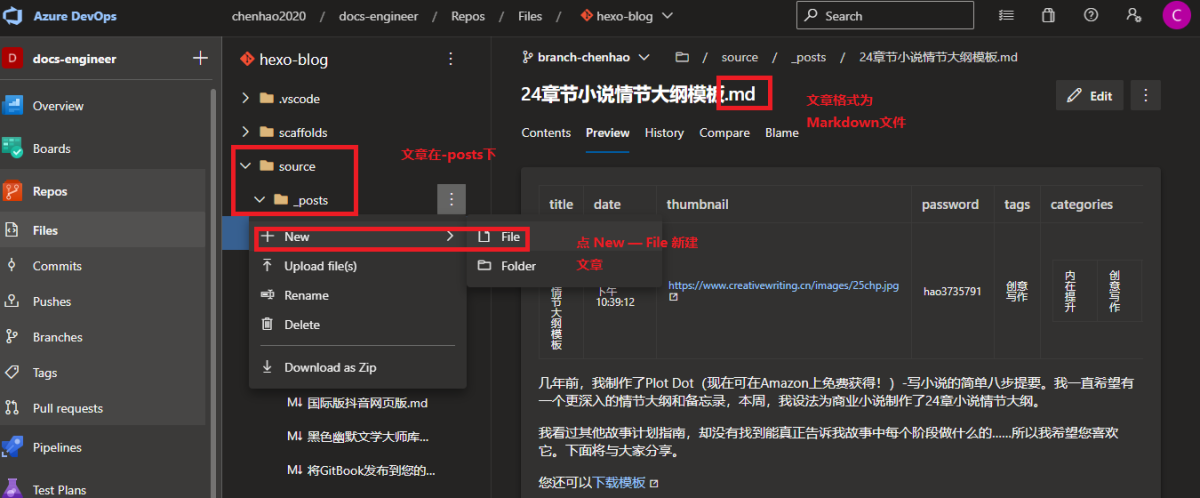 Azure DevOps
chenhao2020 / docs-engineer / Repos / Files / hexo-blog
Search
C
D docs-engineer
Overview
Boards
Repos
Files
Commits
Pushes
Branches
Tags
Pull requests
Pipelines
Test Plans
hexo-blog
.vscode
scaffolds
source
_posts
文章在-posts下
New
Upload file(s)
Rename
Delete
Download as Zip
File
Folder
点 New — File 新建
文章
国际版抖音网页版.md
黑色幽默文学大师库...
将GitBook发布到您的...
branch-chenhao / source / _posts / 24章节小说情节大纲模板.md
24章节小说情节大纲模板.md
文章格式为
Markdown文件
Edit
Contents Preview History Compare Blame
title date thumbnail password tags categories
情节大纲模板
下午
10:39:12
https://www.creativewriting.cn/images/25chp.jpg
hao3735791
创意写作
内在提升
创意写作
几年前，我制作了Plot Dot（现在可在Amazon上免费获得！）-写小说的简单八步提要。我一直希望有
一个更深入的情节大纲和备忘录，本周，我设法为商业小说制作了24章小说情节大纲。
我看过其他故事计划指南，却没有找到能真正告诉我故事中每个阶段做什么的......所以我希望您喜欢
它。下面将与大家分享。
您还可以下载模板